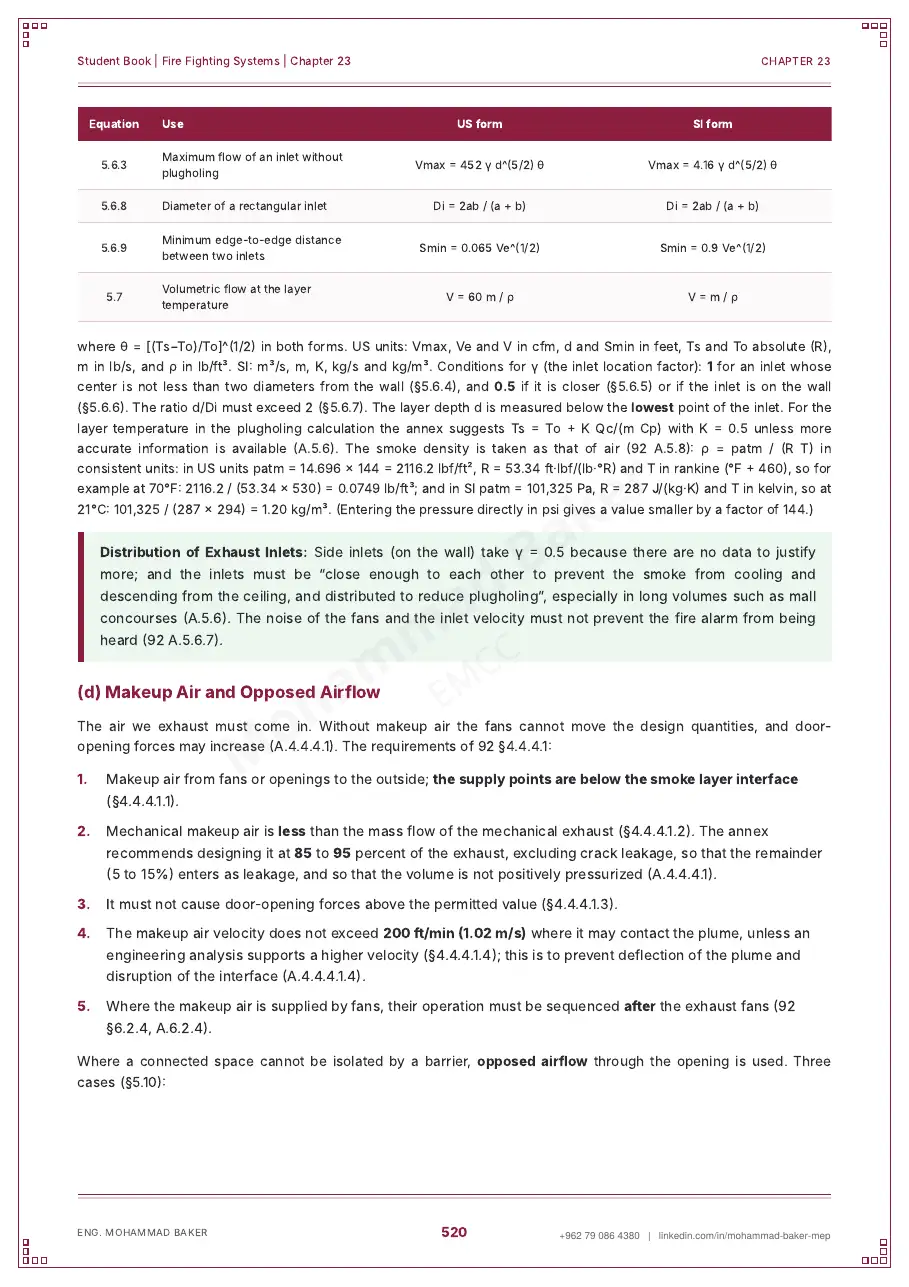 Student Book | Fire Fighting Systems | Chapter 23
CHAPTER 23
Equation Use US form SI form
5.6.3 Maximum flow of an inlet without plugholing Vmax = 452 γ d^(5/2) θ Vmax = 4.16 γ d^(5/2) θ
5.6.8 Diameter of a rectangular inlet Di = 2ab / (a + b) Di = 2ab / (a + b)
5.6.9 Minimum edge-to-edge distance between two inlets Smin = 0.065 Ve^(1/2) Smin = 0.9 Ve^(1/2)
5.7 Volumetric flow at the layer temperature V = 60 m / ρ V = m / ρ
where θ = [(Ts−To)/To]^(1/2) in both forms. US units: Vmax, Ve and V in cfm, d and Smin in feet, Ts and To absolute (R),
m in lb/s, and ρ in lb/ft³. SI: m³/s, m, K, kg/s and kg/m³. Conditions for γ (the inlet location factor): 1 for an inlet whose
center is not less than two diameters from the wall (§5.6.4), and 0.5 if it is closer (§5.6.5) or if the inlet is on the wall
(§5.6.6). The ratio d/Di must exceed 2 (§5.6.7). The layer depth d is measured below the lowest point of the inlet. For the
layer temperature in the plugholing calculation the annex suggests Ts = To + K Qc/(m Cp) with K = 0.5 unless more
accurate information is available (A.5.6). The smoke density is taken as that of air (92 A.5.8): ρ = patm / (R T) in
consistent units: in US units patm = 14.696 × 144 = 2116.2 lbf/ft², R = 53.34 ft·lbf/(lb·°R) and T in rankine (°F + 460), so for
example at 70°F: 2116.2 / (53.34 × 530) = 0.0749 lb/ft³; and in SI patm = 101,325 Pa, R = 287 J/(kg·K) and T in kelvin, so at
21°C: 101,325 / (287 × 294) = 1.20 kg/m³. (Entering the pressure directly in psi gives a value smaller by a factor of 144.)
Distribution of Exhaust Inlets: Side inlets (on the wall) take γ = 0.5 because there are no data to justify
more; and the inlets must be “close enough to each other to prevent the smoke from cooling and
descending from the ceiling, and distributed to reduce plugholing”, especially in long volumes such as mall
concourses (A.5.6). The noise of the fans and the inlet velocity must not prevent the fire alarm from being
heard (92 A.5.6.7).
(d) Makeup Air and Opposed Airflow
The air we exhaust must come in. Without makeup air the fans cannot move the design quantities, and door-
opening forces may increase (A.4.4.4.1). The requirements of 92 §4.4.4.1:
1. Makeup air from fans or openings to the outside; the supply points are below the smoke layer interface
(§4.4.4.1.1).
2. Mechanical makeup air is less than the mass flow of the mechanical exhaust (§4.4.4.1.2). The annex
recommends designing it at 85 to 95 percent of the exhaust, excluding crack leakage, so that the remainder
(5 to 15%) enters as leakage, and so that the volume is not positively pressurized (A.4.4.4.1).
3. It must not cause door-opening forces above the permitted value (§4.4.4.1.3).
4. The makeup air velocity does not exceed 200 ft/min (1.02 m/s) where it may contact the plume, unless an
engineering analysis supports a higher velocity (§4.4.4.1.4); this is to prevent deflection of the plume and
disruption of the interface (A.4.4.4.1.4).
5. Where the makeup air is supplied by fans, their operation must be sequenced after the exhaust fans (92
§6.2.4, A.6.2.4).
Where a connected space cannot be isolated by a barrier, opposed airflow through the opening is used. Three
cases (§5.10):
Mohammad Baker
EMCC
ENG. MOHAMMAD BAKER
520
+962 79 086 4380 | linkedin.com/in/mohammad-baker-mep